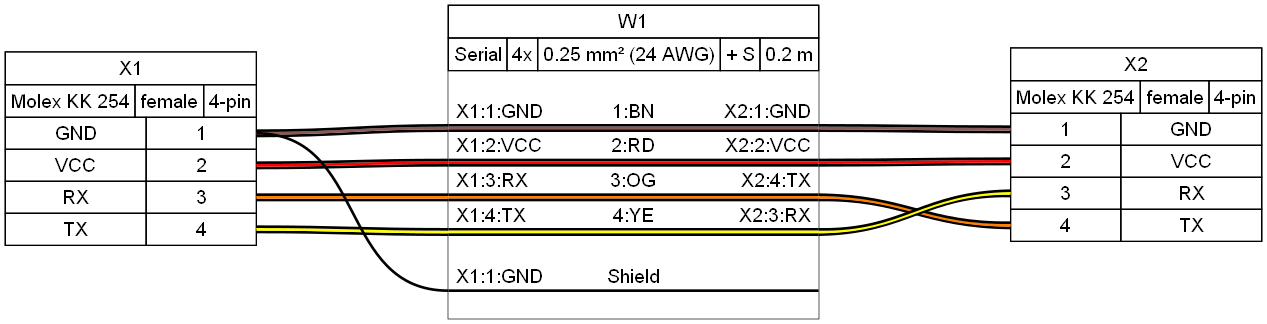 W1
Serial 4x 0.25 mm² (24 AWG) + S 0.2 m
X1
Molex KK 254 female 4-pin
GND 1
VCC 2
RX 3
TX 4
X1:1:GND 1:BN X2:1:GND
X1:2:VCC 2:RD X2:2:VCC
X1:3:RX 3:OG X2:4:TX
X1:4:TX 4:YE X2:3:RX
X1:1:GND Shield
X2
Molex KK 254 female 4-pin
1 GND
2 VCC
3 RX
4 TX